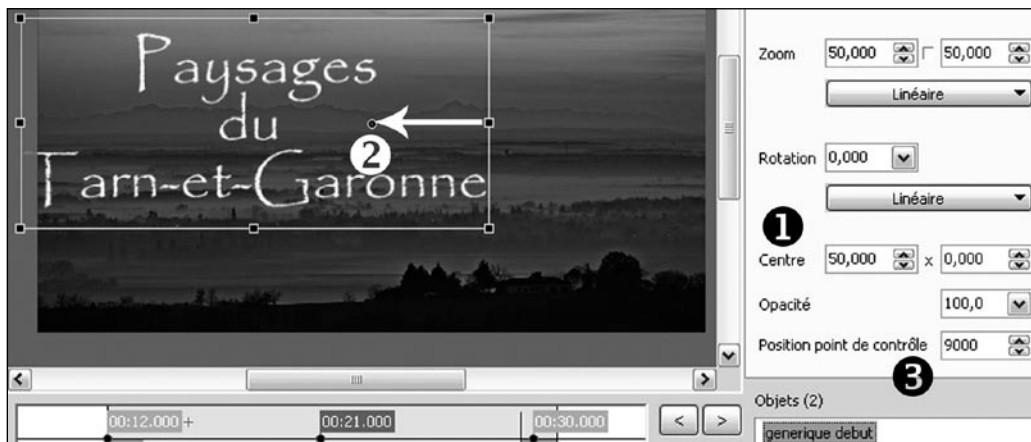 Paysages
du
Tarn-et-Garonne
2
Zoom 50,000 50,000
Linéaire
Rotation 0,000
Linéaire
1
Centre 50,000 x 0,000
Opacité 100,0
Position point de contrôle 9000
3
00:12.000 + 00:21.000 00:30.000 < >
Objets (2)
generique debut